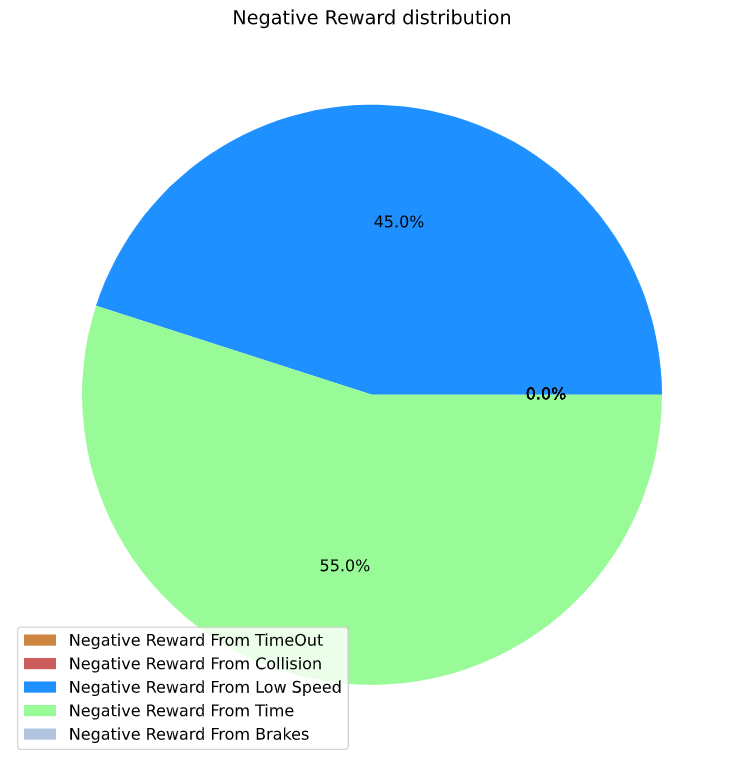 Negative Reward distribution
45.0%
0.0%
55.0%
Negative Reward From TimeOut
Negative Reward From Collision
Negative Reward From Low Speed
Negative Reward From Time
Negative Reward From Brakes